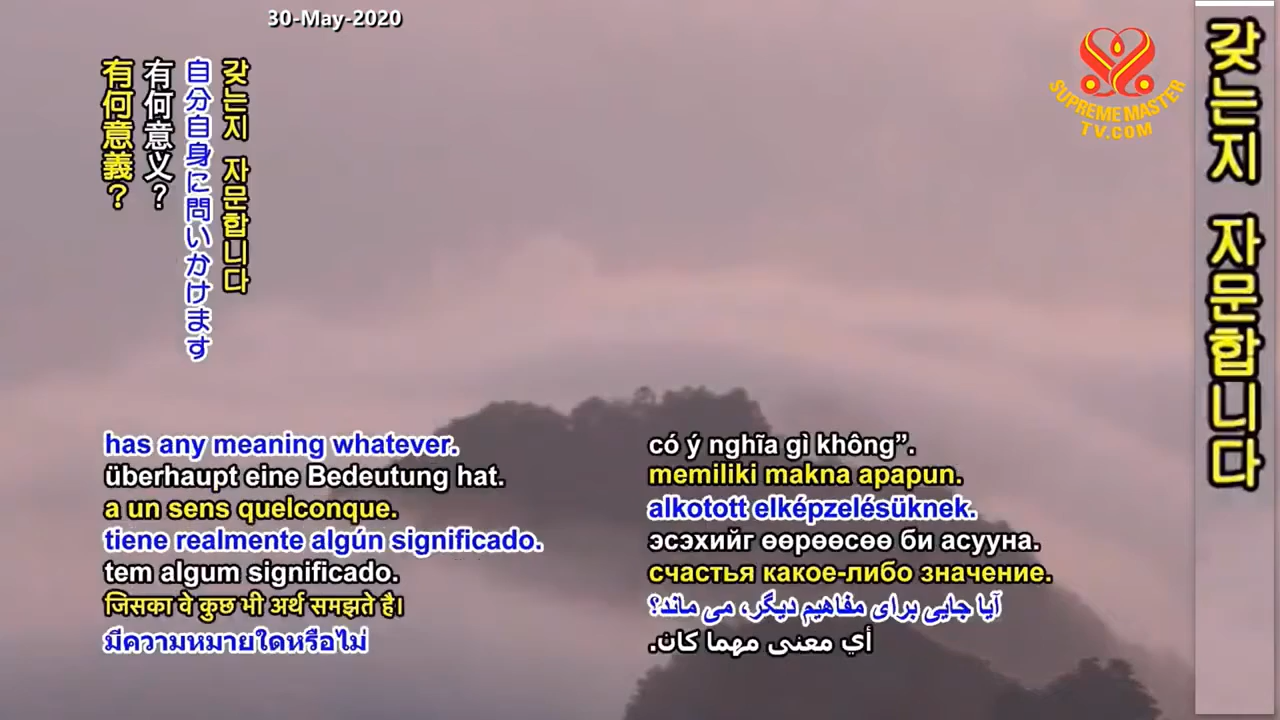 30-May-2020
SUPREME MASTER
TV.COM
갖는지 자문합니다
自分自身に問いかけます
有何意义？
有何意義？
has any meaning whatever.
überhaupt eine Bedeutung hat.
a un sens quelconque.
tiene realmente algún significado.
tem algum significado.
जिसका वे कुछ भी अर्थ समझते है।
มีความหมายใดหรือไม่
có ý nghĩa gì không”.
memiliki makna apapun.
alkotott elképzelésüknek.
эсэхийг өөрөөсөө би асууна.
счастья какое-либо значение.
آیا جایی برای مفاهیم دیگر، می ماند؟
أي معنى مهما كان.
갖는지 자문합니다